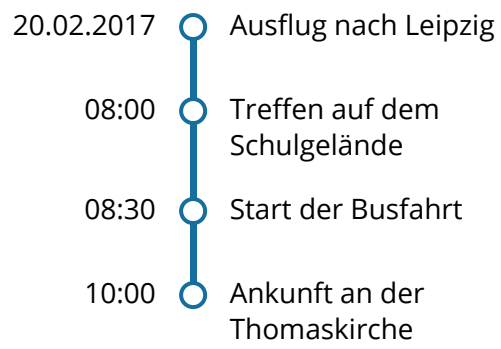 20.02.2017 Ausflug nach Leipzig
08:00 Treffen auf dem
Schulgelände
08:30 Start der Busfahrt
10:00 Ankunft an der
Thomaskirche